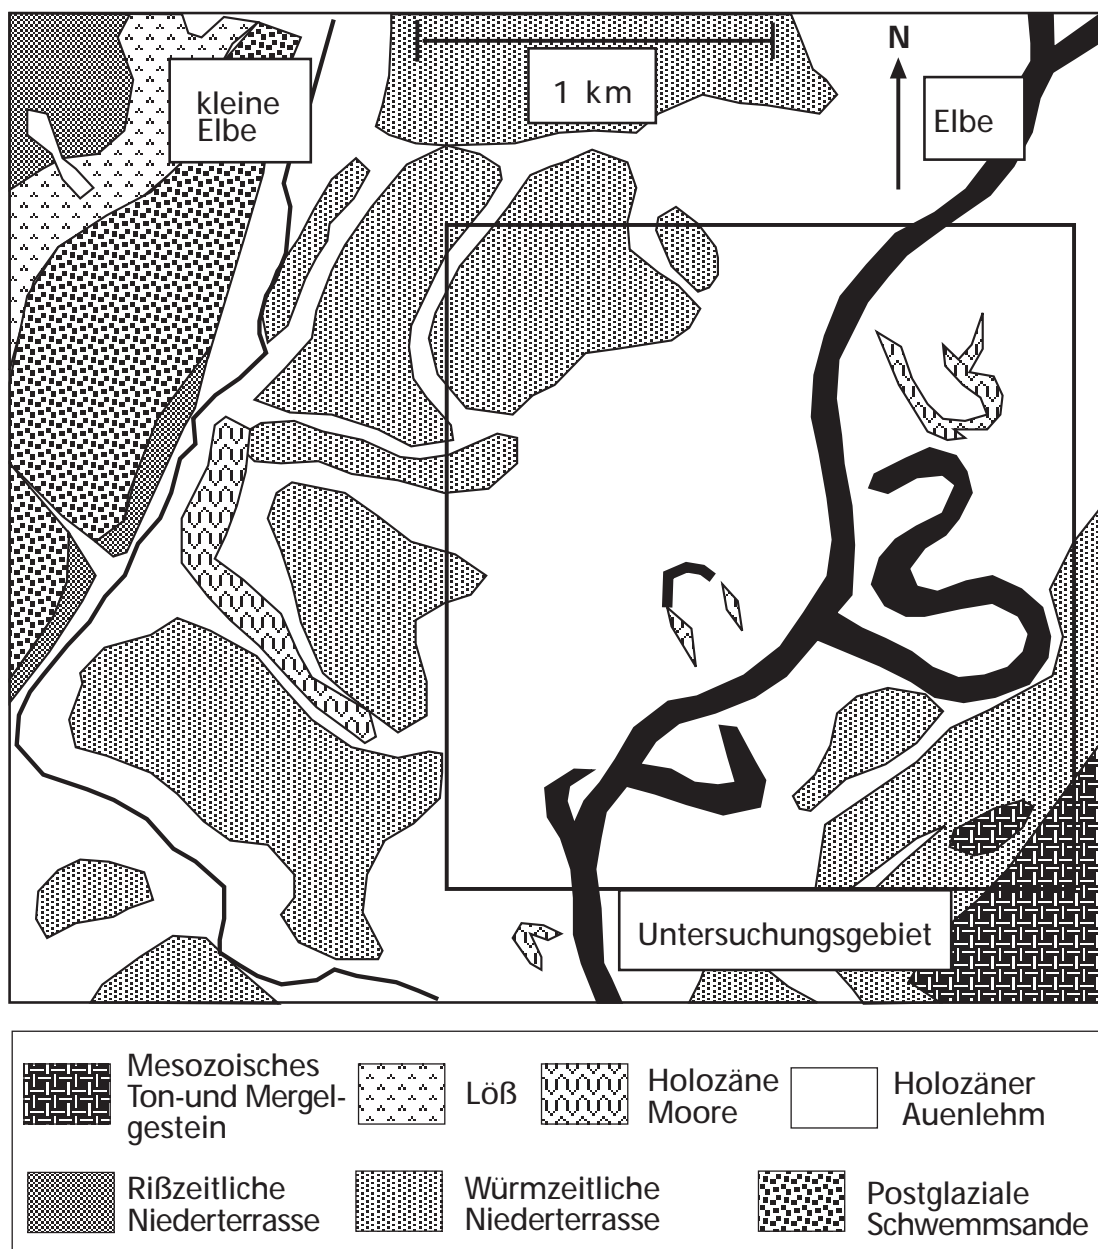 kleine
Elbe
1 km
N
Elbe
Untersuchungsgebiet
Mesozoisches
Ton-und Mergel-
gestein
Löß
Holozäne
Moore
Holozäner
Auenlehm
Rißzeitliche
Niederterrasse
Würmzeitliche
Niederterrasse
Postglaziale
Schwemmsande